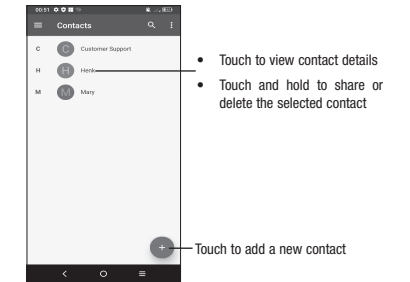 00:51
Contacts
C C Customer Support
H H Henk
M M Mary
• Touch to view contact details
• Touch and hold to share or
delete the selected contact
+ Touch to add a new contact